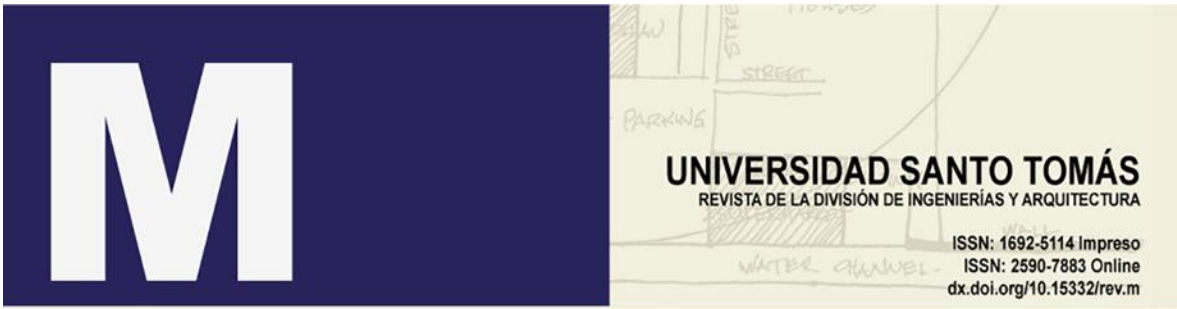 M
STREET
STREET
PARKING
UNIVERSIDAD SANTO TOMÁS
REVISTA DE LA DIVISIÓN DE INGENIERÍAS Y ARQUITECTURA
WALL
ISSN: 1692-5114 Impreso
WATER CHANNEL-
ISSN: 2590-7883 Online
dx.doi.org/10.15332/rev.m